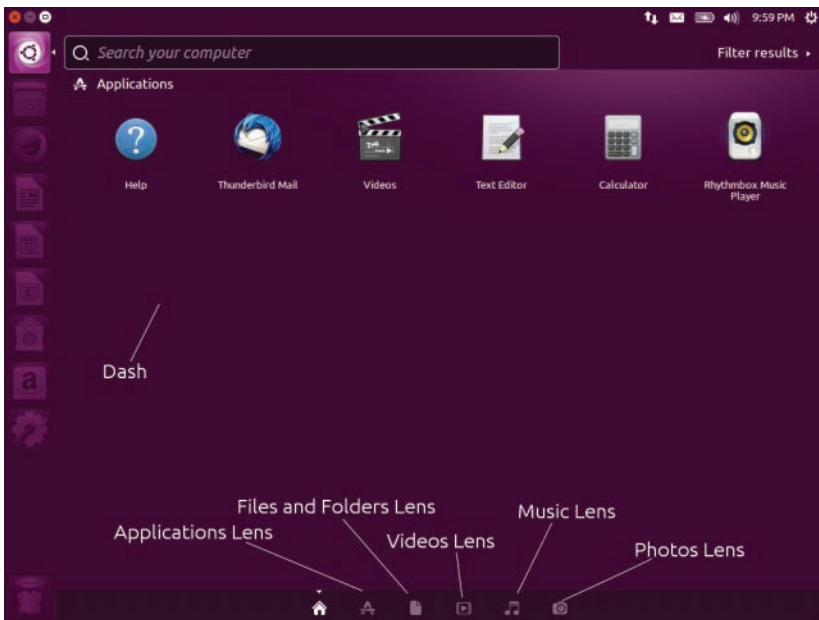 9:59 PM
Search your computer
Filter results
Applications
Help
Thunderbird Mail
Videos
Text Editor
Calculator
Rhythmbox Music
Player
a
Dash
Files and Folders Lens
Music Lens
Applications Lens
Videos Lens
Photos Lens